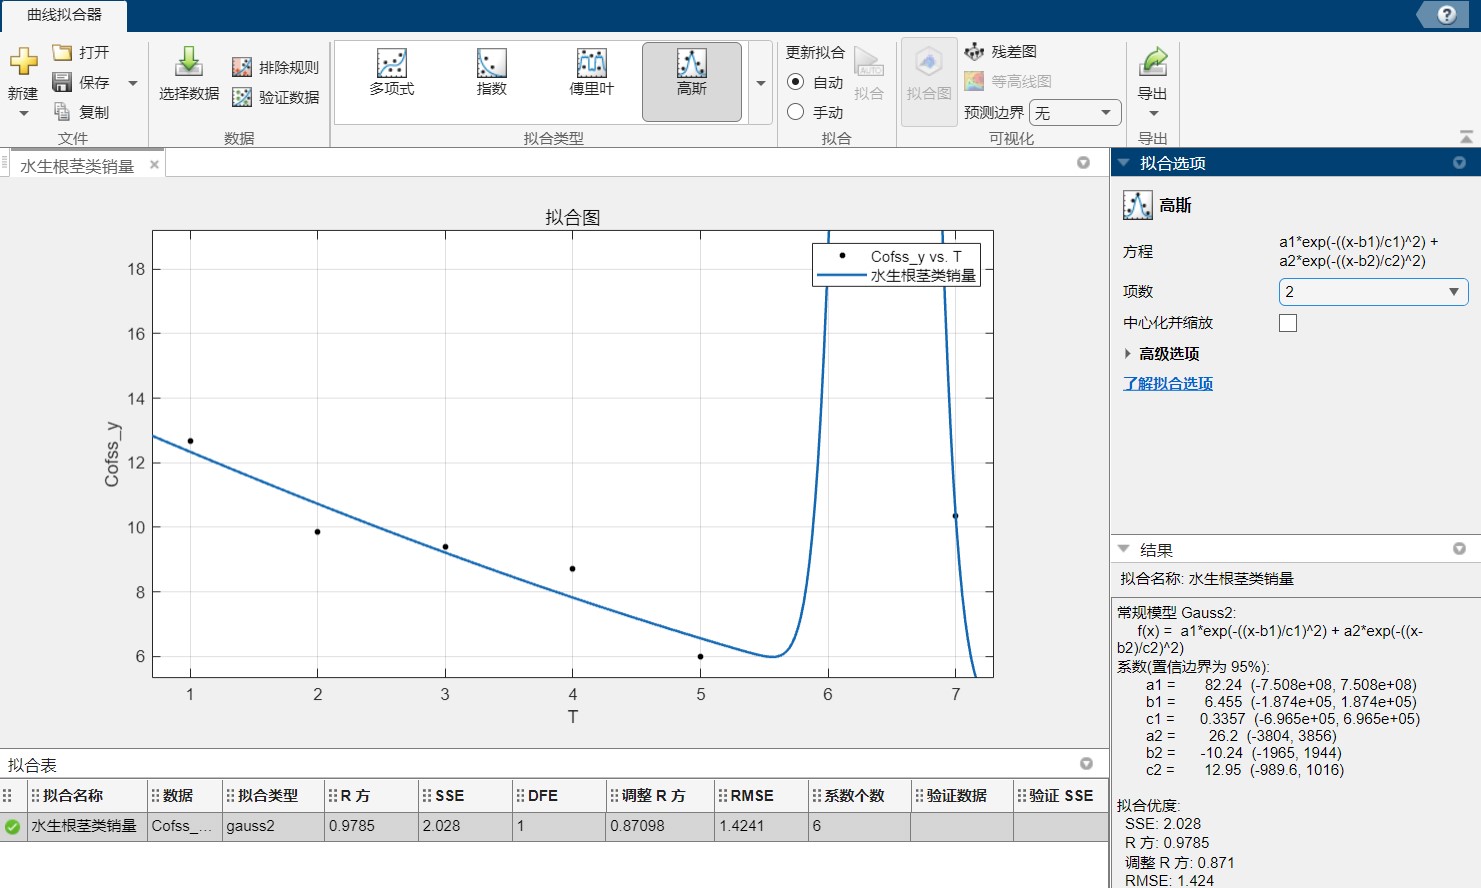 曲线拟合器
新建
打开
保存
复制
文件
选择数据
排除规则
验证数据
数据
多项式
指数
傅里叶
高斯
拟合类型
更新拟合
自动
手动
AUTO
拟合
拟合
拟合图
残差图
等高线图
预测边界 无
可视化
导出
导出
水生根茎类销量
拟合图
Cofss_y vs. T
水生根茎类销量
18
16
14
12
10
8
6
Cofss_y
1 2 3 4 5 6 7
T
拟合选项
高斯
方程 a1*exp(-((x-b1)/c1)^2) +
a2*exp(-((x-b2)/c2)^2)
项数 2
中心化并缩放
高级选项
了解拟合选项
结果
拟合名称: 水生根茎类销量
常规模型 Gauss2:
f(x) = a1*exp(-((x-b1)/c1)^2) + a2*exp(-((x-
b2)/c2)^2)
系数(置信边界为 95%):
a1 = 82.24 (-7.508e+08, 7.508e+08)
b1 = 6.455 (-1.874e+05, 1.874e+05)
c1 = 0.3357 (-6.965e+05, 6.965e+05)
a2 = 26.2 (-3804, 3856)
b2 = -10.24 (-1965, 1944)
c2 = 12.95 (-989.6, 1016)
拟合优度:
SSE: 2.028
R 方: 0.9785
调整 R 方: 0.871
RMSE: 1.424
拟合表
拟合名称 数据 拟合类型 R 方 SSE DFE 调整 R 方 RMSE 系数个数 验证数据 验证 SSE
水生根茎类销量 Cofss_... gauss2 0.9785 2.028 1 0.87098 1.4241 6